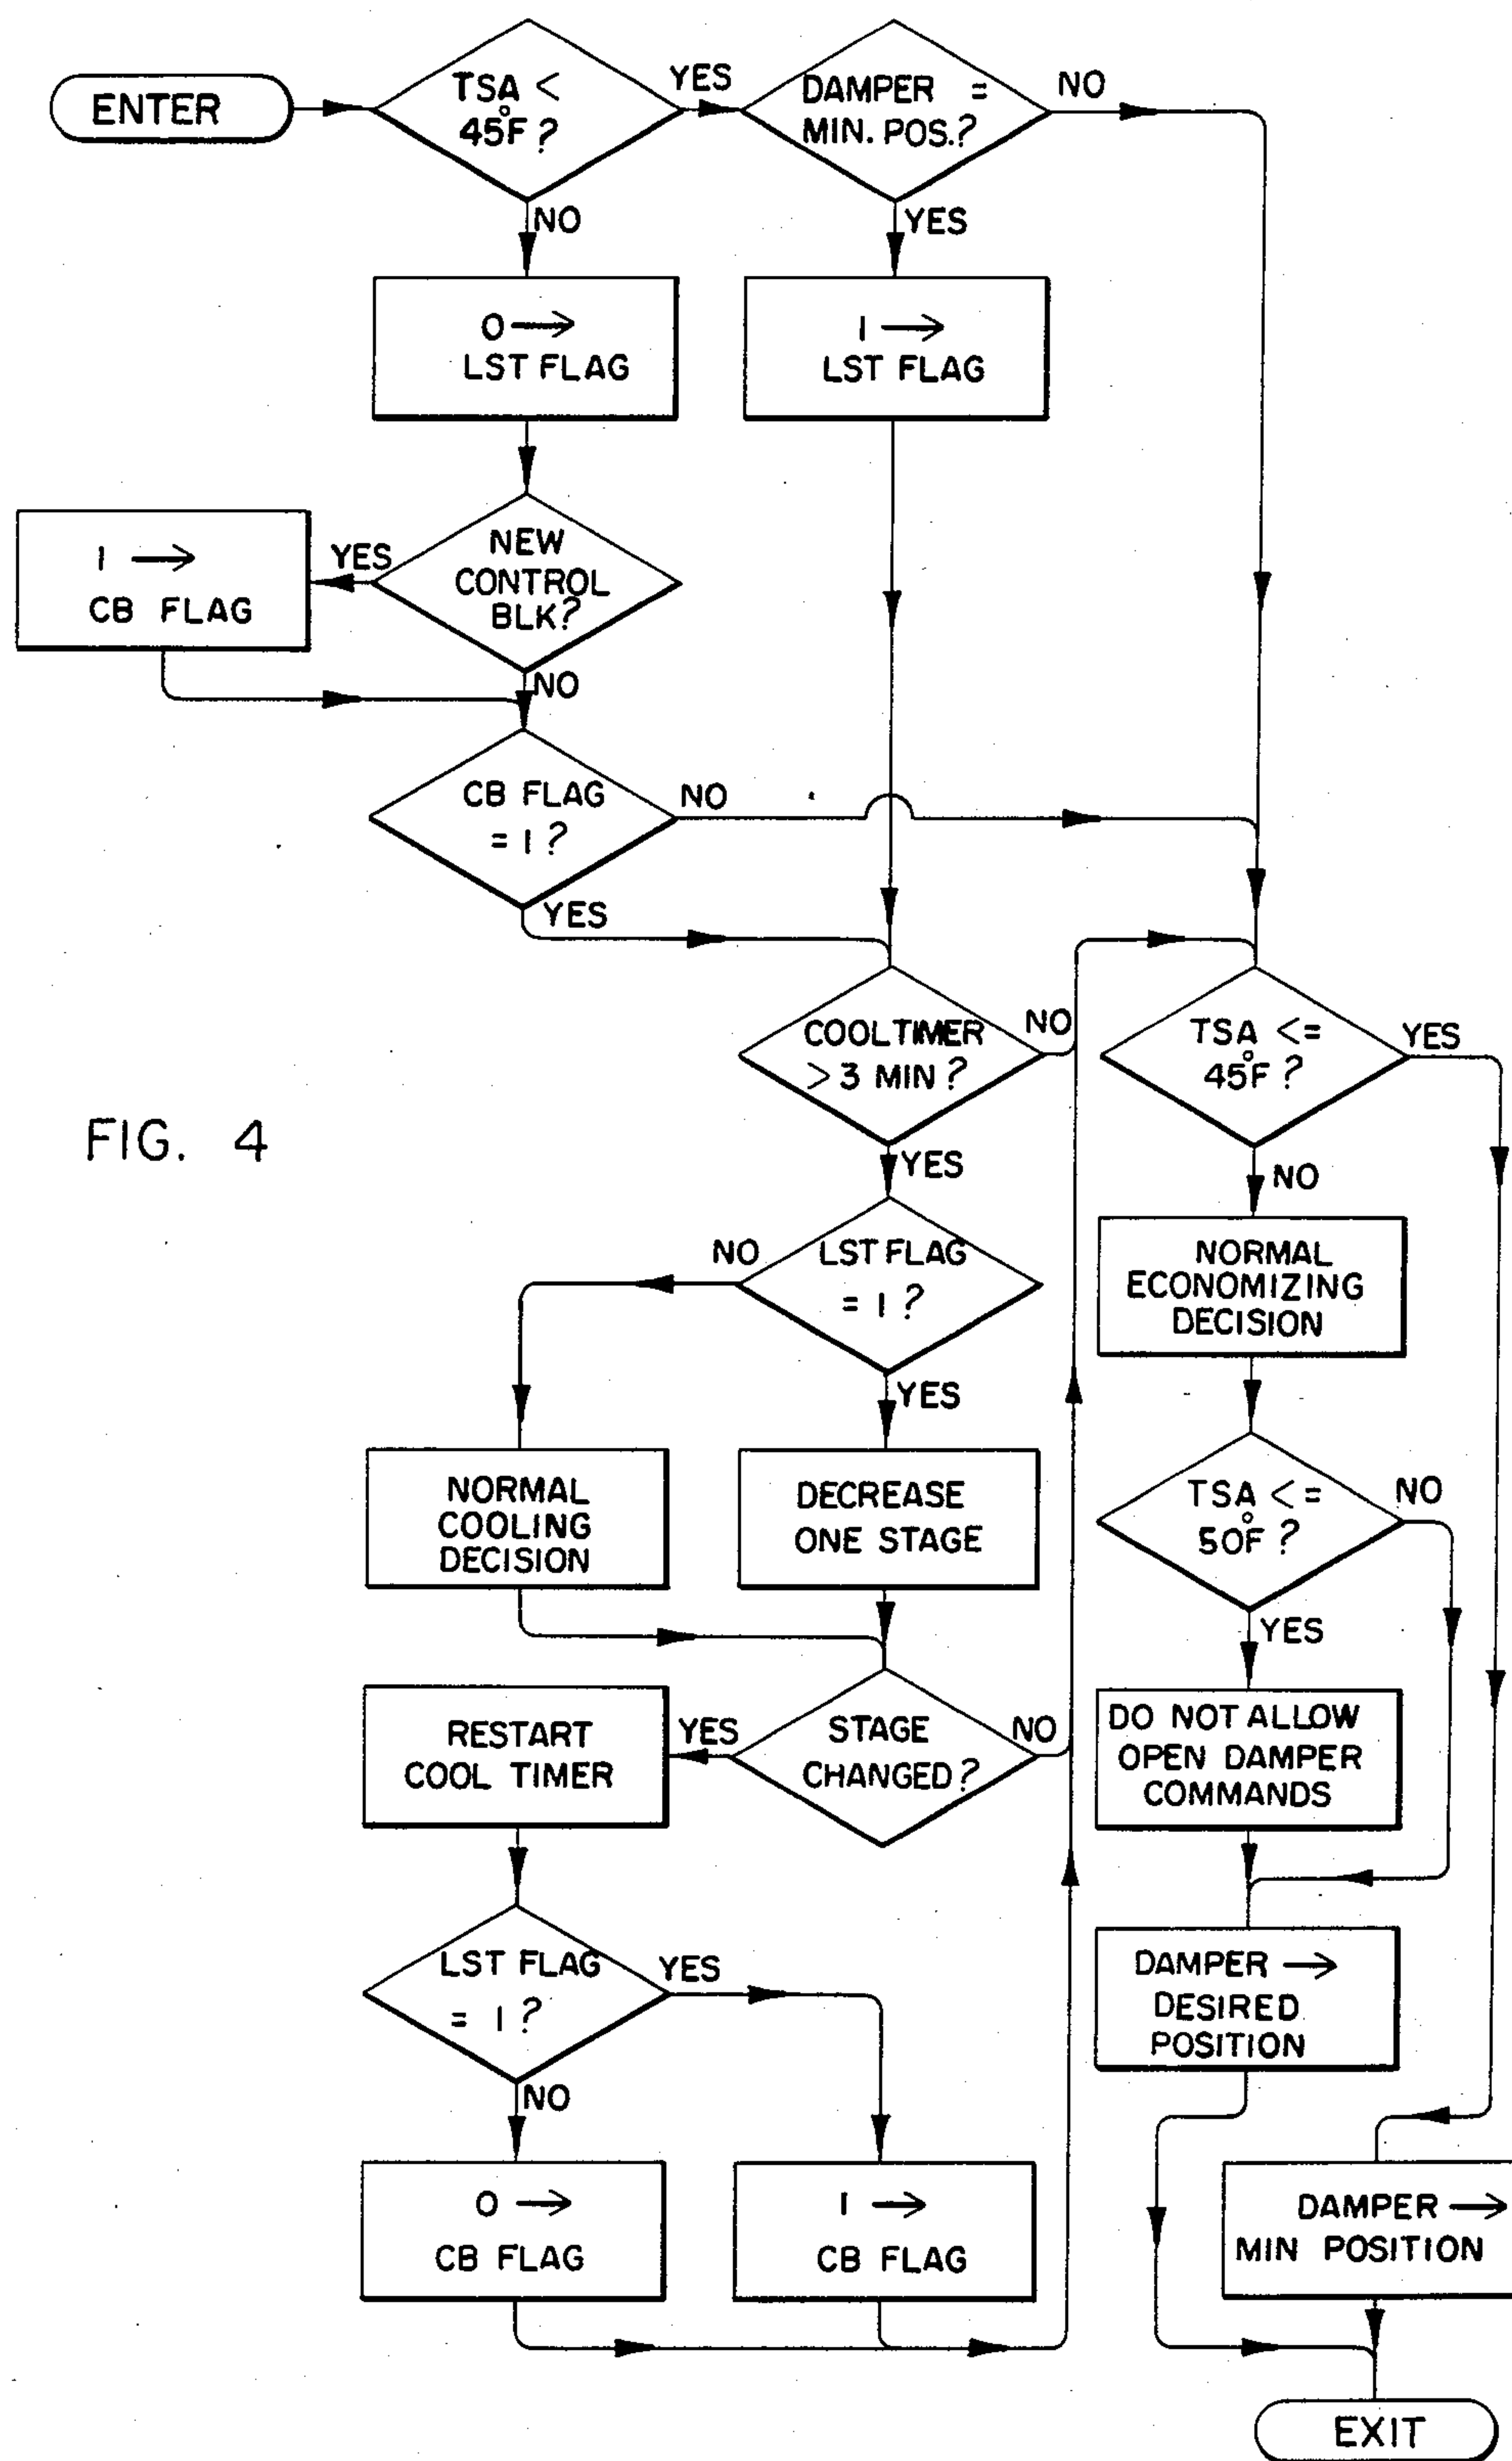 ENTER
TSA <
45°F?
YES
DAMPER =
MIN. POS.?
NO
NO
YES
0 →
LST FLAG
1 →
LST FLAG
1 →
CB FLAG
YES
NEW
CONTROL
BLK?
NO
CB FLAG
= 1?
NO
YES
COOL TIMER
> 3 MIN?
NO
TSA <=
45°F?
YES
FIG. 4
YES
NO
NO
LST FLAG
= 1?
NORMAL
ECONOMIZING
DECISION
YES
NORMAL
COOLING
DECISION
DECREASE
ONE STAGE
TSA <=
50°F?
NO
YES
RESTART
COOL TIMER
YES
STAGE
CHANGED?
NO
DO NOT ALLOW
OPEN DAMPER
COMMANDS
LST FLAG
= 1?
YES
DAMPER →
DESIRED
POSITION
NO
0 →
CB FLAG
1 →
CB FLAG
DAMPER →
MIN POSITION
EXIT